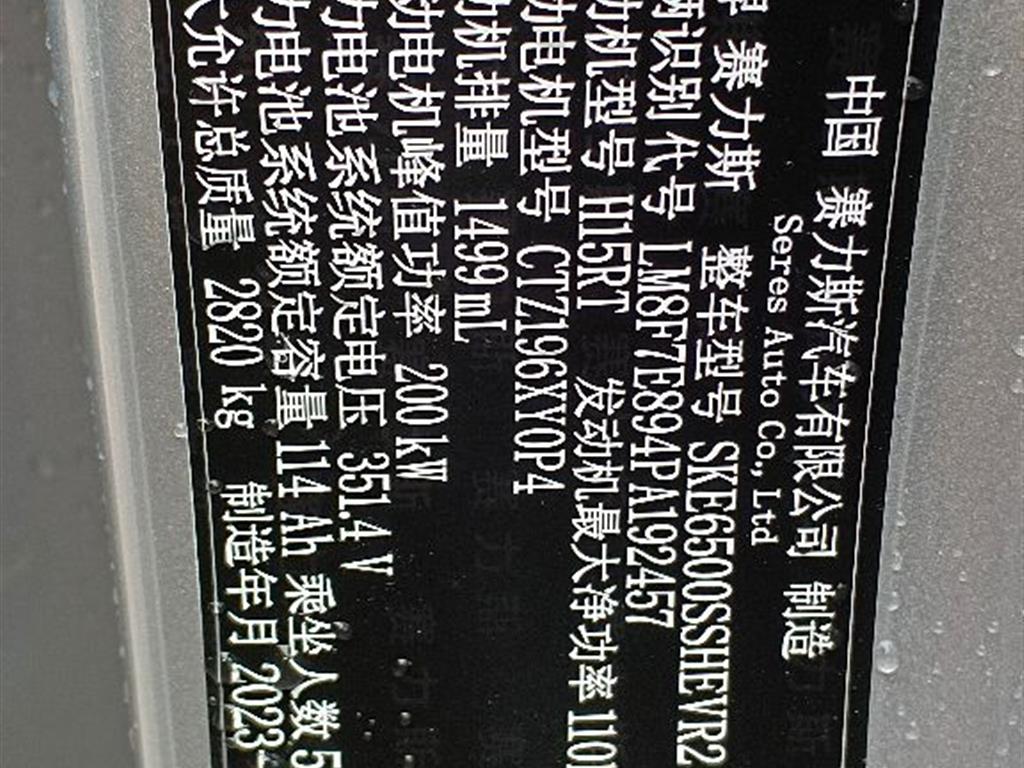 中国 赛力斯汽车有限公司 制造
Seres Auto Co.,Ltd
赛力斯 整车型号 SKE6500SSHEVR2
辆识别代号 LM8F7E894PA192457
动机型号 H15RT 发动机最大净功率 110
动电机型号 CTZ196XY0P4
机排量 1499 mL
动电机峰值功率 200 kW
力电池系统额定电压 351.4 V
力电池系统额定容量 114 Ah 乘坐人数 5
大允许总质量 2820 kg 制造年月 2023